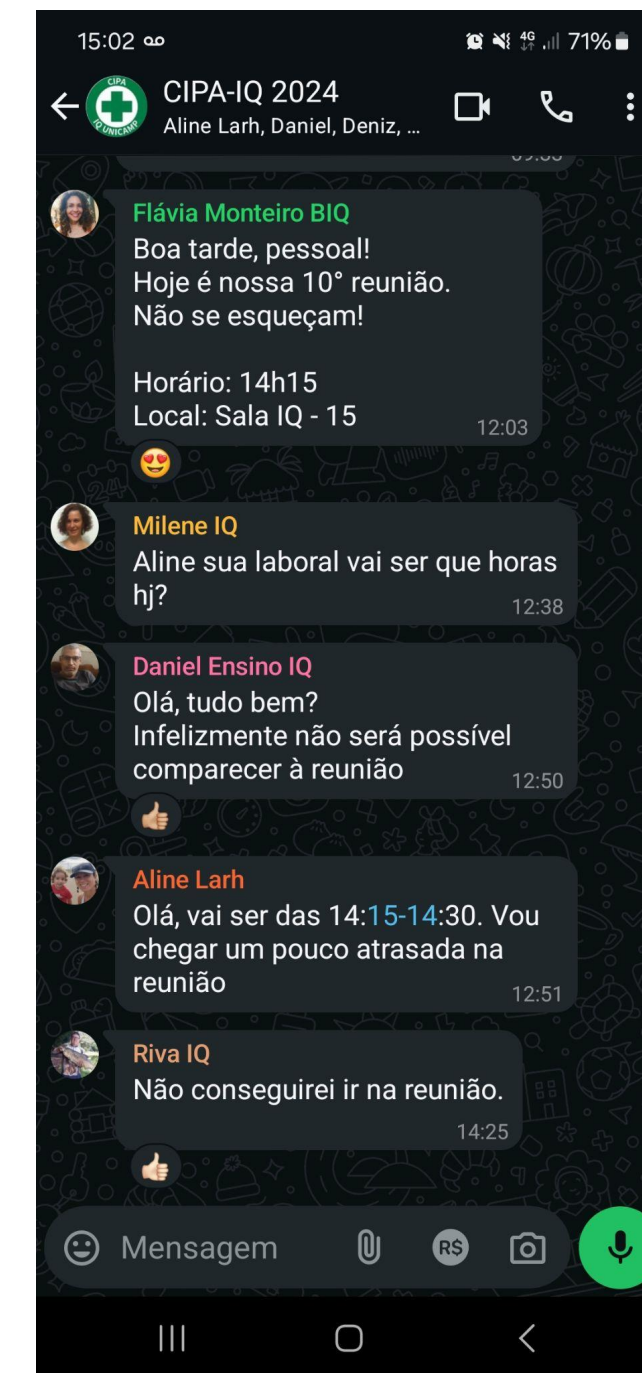 15:02
4G 71%
CIPA
IQ UNICAMP
CIPA-IQ 2024
Aline Larh, Daniel, Deniz, ...
Flávia Monteiro BIQ
Boa tarde, pessoal!
Hoje é nossa 10° reunião.
Não se esqueçam!
Horário: 14h15
Local: Sala IQ - 15
12:03
Milene IQ
Aline sua laboral vai ser que horas
hj?
12:38
Daniel Ensino IQ
Olá, tudo bem?
Infelizmente não será possível
comparecer à reunião
12:50
Aline Larh
Olá, vai ser das 14:15-14:30. Vou
chegar um pouco atrasada na
reunião
12:51
Riva IQ
Não conseguirei ir na reunião.
14:25
Mensagem
R$